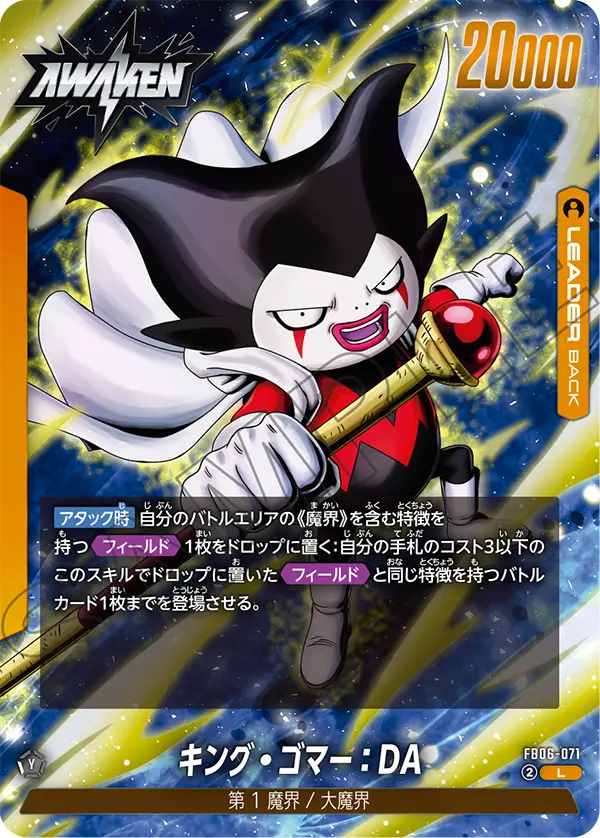 AWAKEN
20000
LEADER BACK
アタック時 自分のバトルエリアの《魔界》を含む特徴を
持つ フィールド 1枚をドロップに置く:自分の手札のコスト3以下の
このスキルでドロップに置いた フィールド と同じ特徴を持つバトル
カード1枚までを登場させる。
Y
キング・ゴマー:DA
FB06-071
② L
第1魔界 / 大魔界